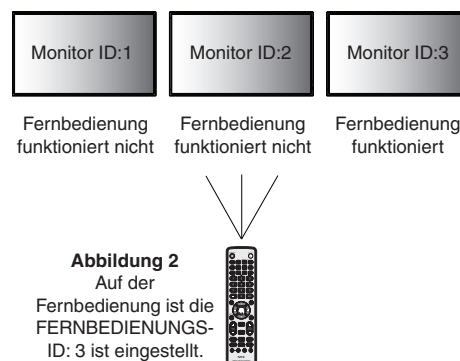 Monitor ID:1
Monitor ID:2
Monitor ID:3
Fernbedienung
funktioniert nicht
Fernbedienung
funktioniert nicht
Fernbedienung
funktioniert
Abbildung 2
Auf der
Fernbedienung ist die
FERNBEDIENUNGS-
ID: 3 ist eingestellt.